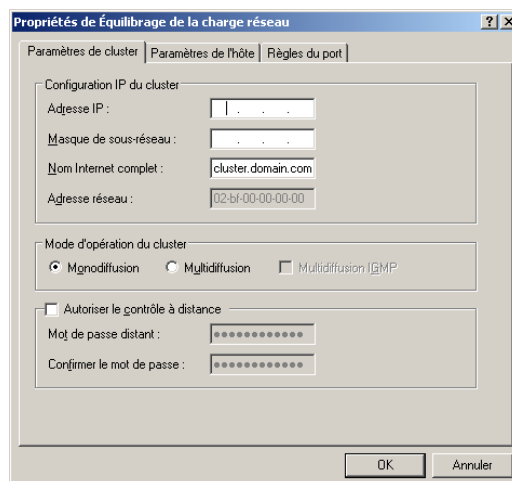 Propriétés de Équilibrage de la charge réseau
Paramètres de cluster Paramètres de l'hôte Règles du port
Configuration IP du cluster
Adresse IP : . . .
Masque de sous-réseau : . . .
Nom Internet complet : cluster.domain.com
Adresse réseau : 02-bf-00-00-00-00
Mode d'opération du cluster
Monodiffusion Multidiffusion Multidiffusion IGMP
Autoriser le contrôle à distance
Mot de passe distant : ●●●●●●●●●●●●
Confirmer le mot de passe : ●●●●●●●●●●●●
OK Annuler